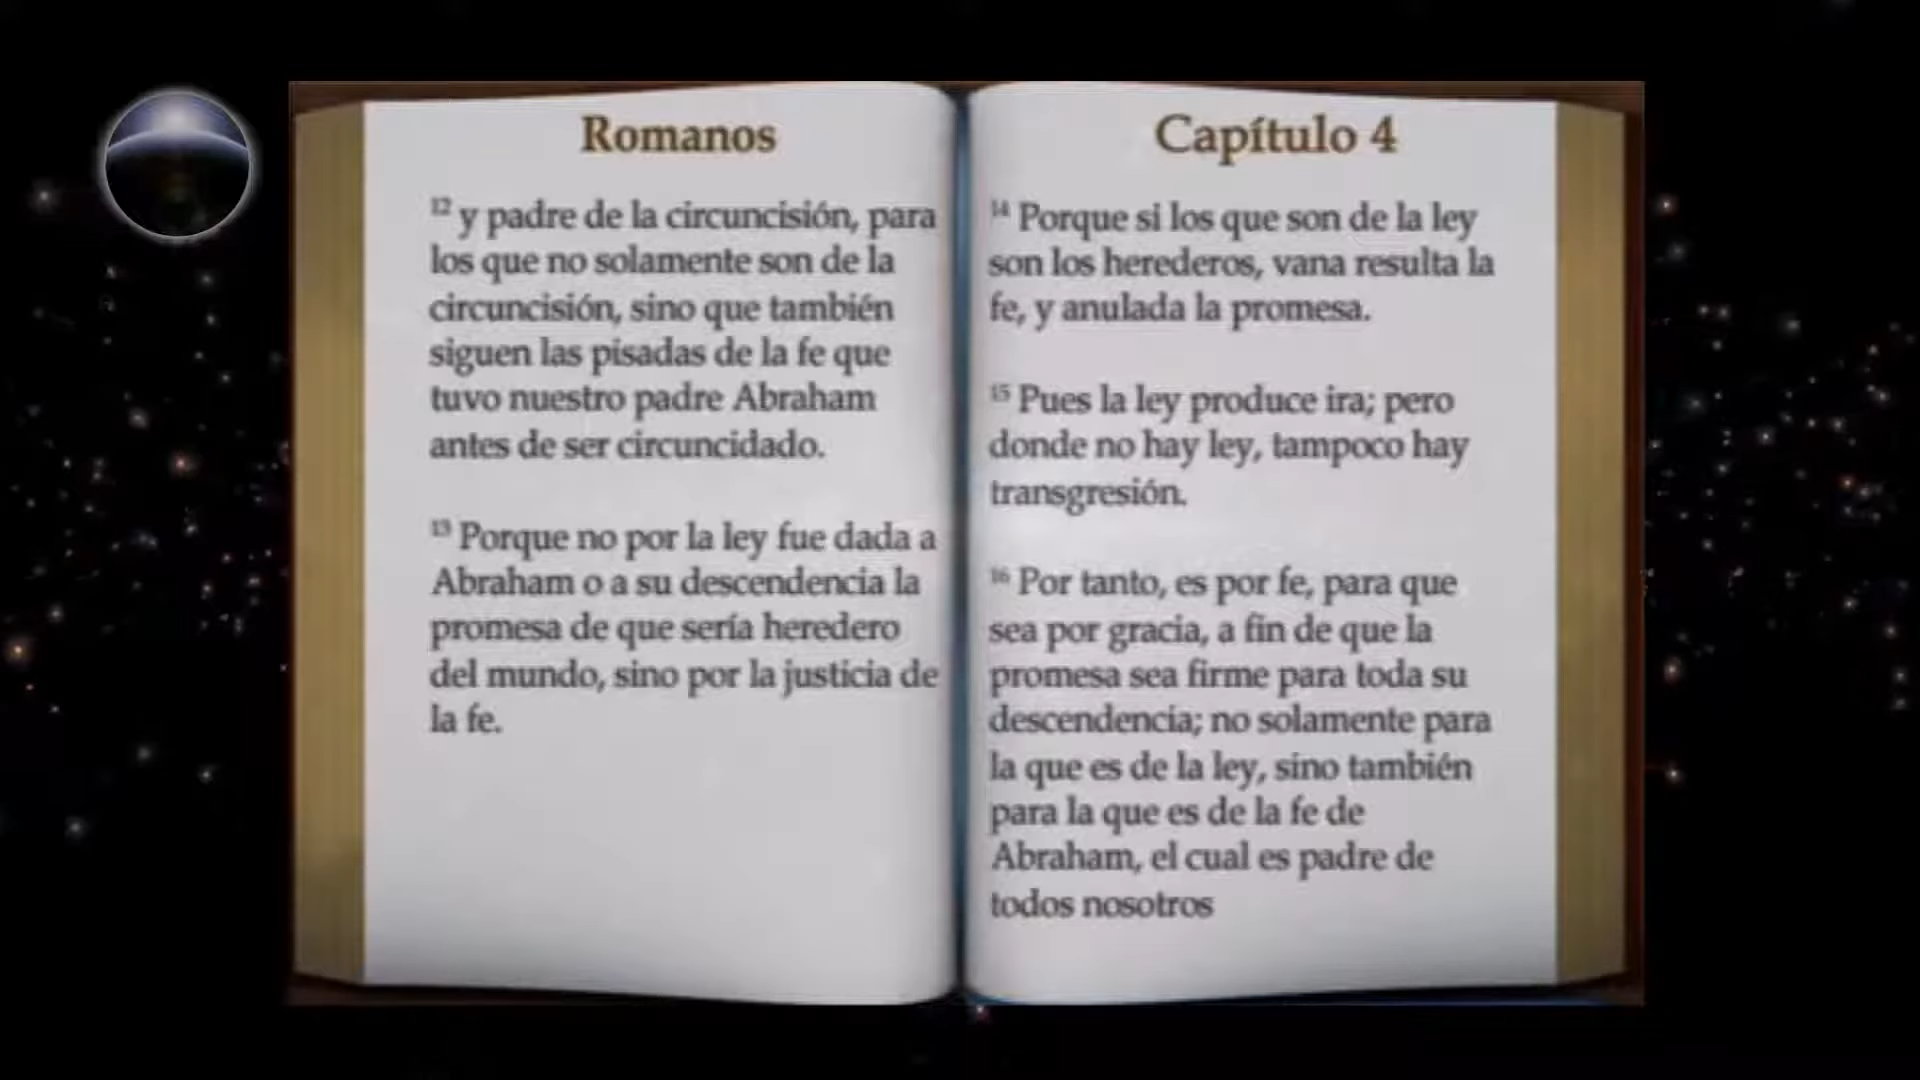 Romanos
12 y padre de la circuncisión, para
los que no solamente son de la
circuncisión, sino que también
siguen las pisadas de la fe que
tuvo nuestro padre Abraham
antes de ser circuncidado.
13 Porque no por la ley fue dada a
Abraham o a su descendencia la
promesa de que sería heredero
del mundo, sino por la justicia de
la fe.
Capítulo 4
14 Porque si los que son de la ley
son los herederos, vana resulta la
fe, y anulada la promesa.
15 Pues la ley produce ira; pero
donde no hay ley, tampoco hay
transgresión.
16 Por tanto, es por fe, para que
sea por gracia, a fin de que la
promesa sea firme para toda su
descendencia; no solamente para
la que es de la ley, sino también
para la que es de la fe de
Abraham, el cual es padre de
todos nosotros